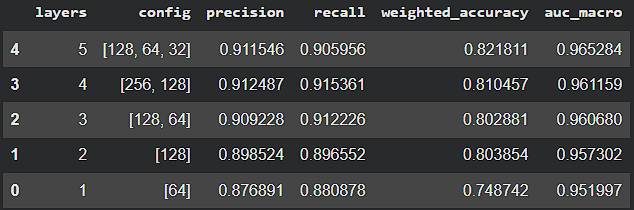 layers config precision recall weighted_accuracy auc_macro
4 5 [128, 64, 32] 0.911546 0.905956 0.821811 0.965284
3 4 [256, 128] 0.912487 0.915361 0.810457 0.961159
2 3 [128, 64] 0.909228 0.912226 0.802881 0.960680
1 2 [128] 0.898524 0.896552 0.803854 0.957302
0 1 [64] 0.876891 0.880878 0.748742 0.951997